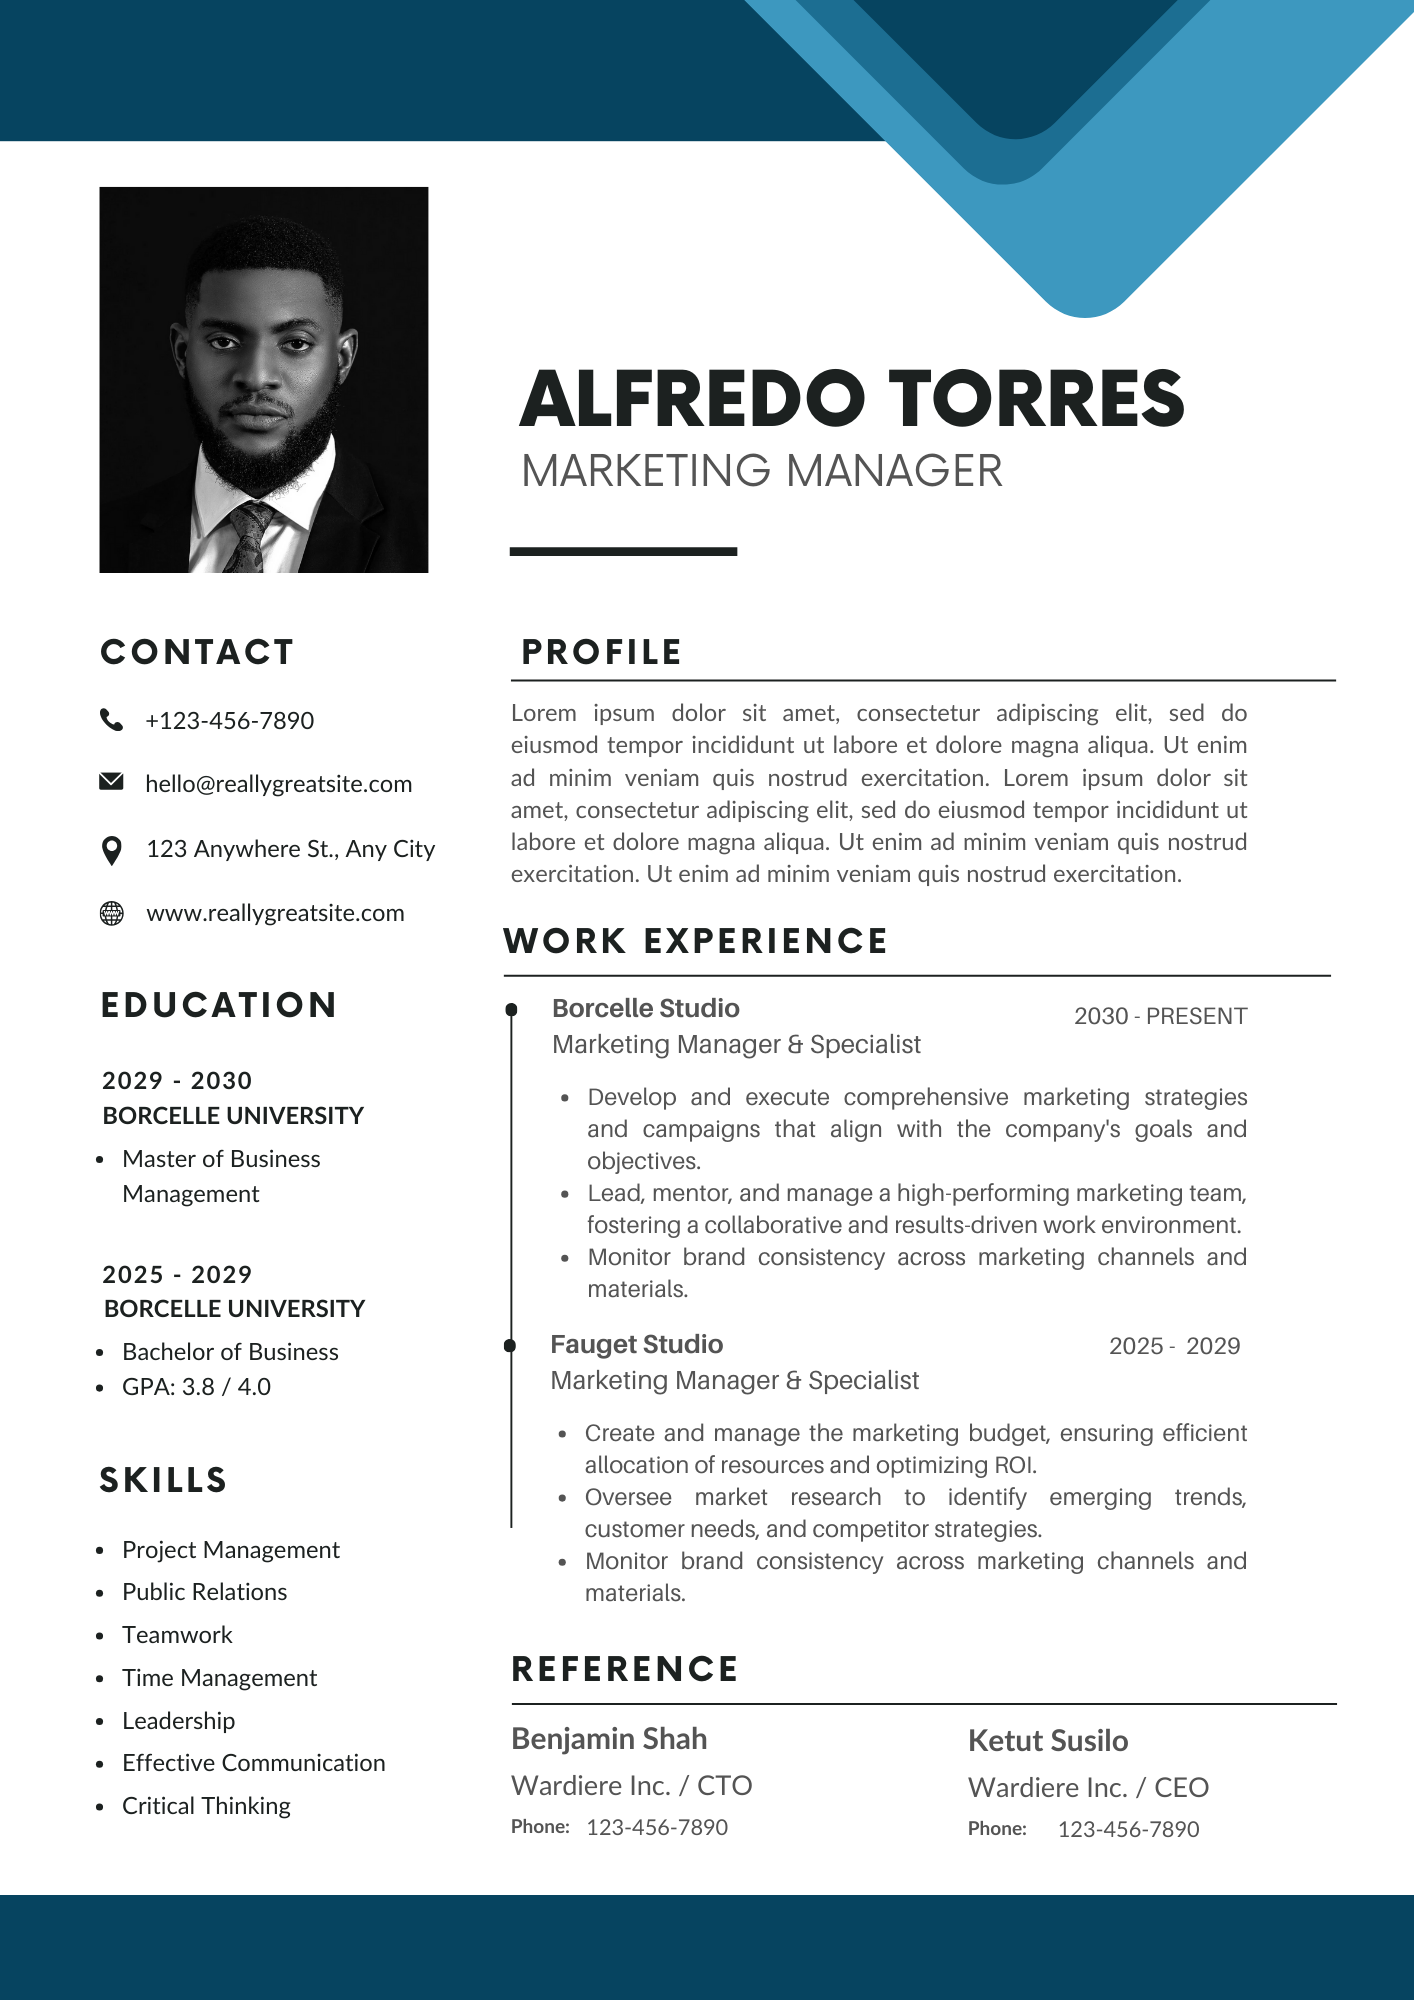 ALFREDO TORRES
MARKETING MANAGER
CONTACT
+123-456-7890
hello@reallygreatsite.com
123 Anywhere St., Any City
www.reallygreatsite.com
EDUCATION
2029 - 2030
BORCELLE UNIVERSITY
• Master of Business
Management
2025 - 2029
BORCELLE UNIVERSITY
• Bachelor of Business
• GPA: 3.8 / 4.0
SKILLS
• Project Management
• Public Relations
• Teamwork
• Time Management
• Leadership
• Effective Communication
• Critical Thinking
PROFILE
Lorem ipsum dolor sit amet, consectetur adipiscing elit, sed do
eiusmod tempor incididunt ut labore et dolore magna aliqua. Ut enim
ad minim veniam quis nostrud exercitation. Lorem ipsum dolor sit
amet, consectetur adipiscing elit, sed do eiusmod tempor incididunt ut
labore et dolore magna aliqua. Ut enim ad minim veniam quis nostrud
exercitation. Ut enim ad minim veniam quis nostrud exercitation.
WORK EXPERIENCE
Borcelle Studio
2030 - PRESENT
Marketing Manager & Specialist
• Develop and execute comprehensive marketing strategies
and campaigns that align with the company's goals and
objectives.
• Lead, mentor, and manage a high-performing marketing team,
fostering a collaborative and results-driven work environment.
• Monitor brand consistency across marketing channels and
materials.
Fauget Studio
2025 - 2029
Marketing Manager & Specialist
• Create and manage the marketing budget, ensuring efficient
allocation of resources and optimizing ROI.
• Oversee market research to identify emerging trends,
customer needs, and competitor strategies.
• Monitor brand consistency across marketing channels and
materials.
REFERENCE
Benjamin Shah
Wardiere Inc. / CTO
Phone: 123-456-7890
Ketut Susilo
Wardiere Inc. / CEO
Phone: 123-456-7890